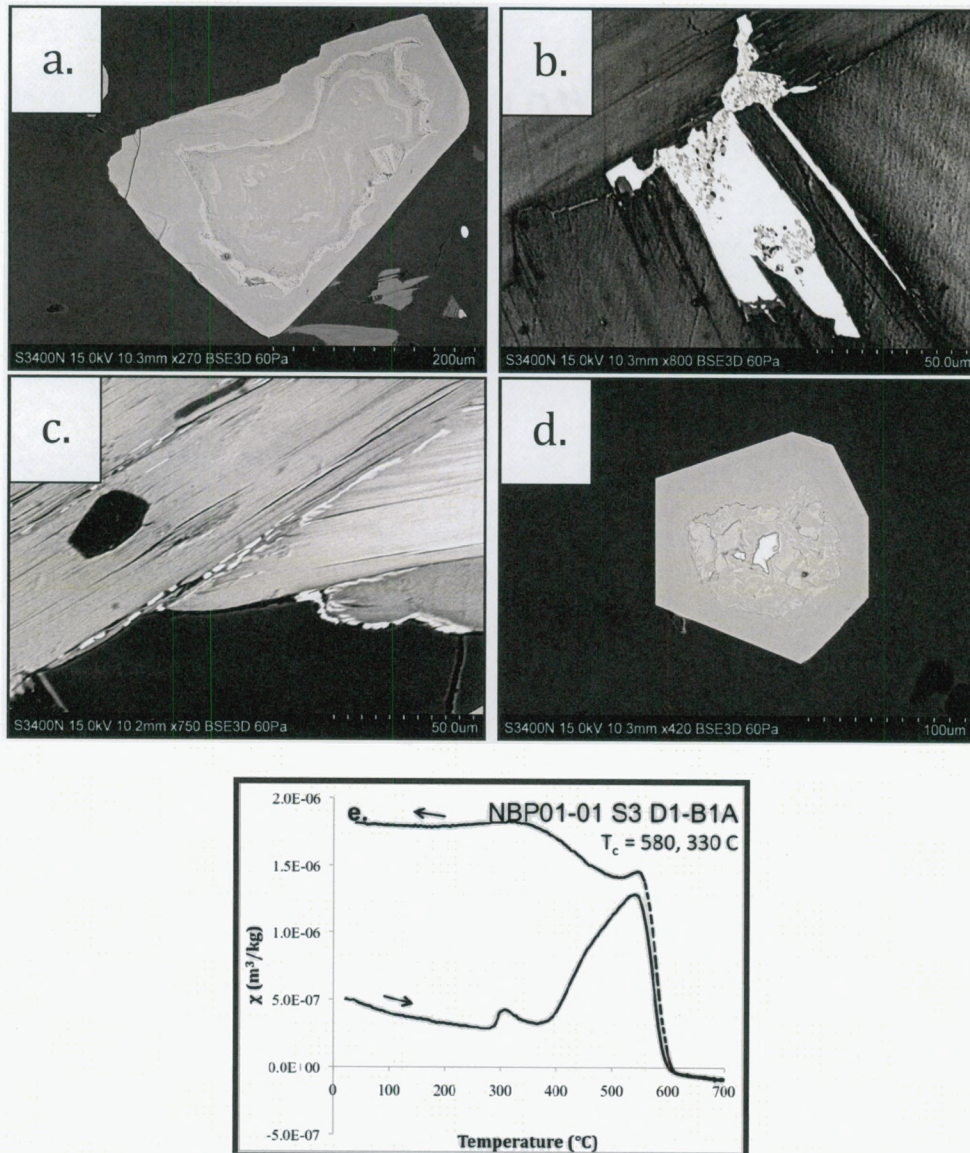 a.
S3400N 15.0kV 10.3mm x270 BSE3D 60Pa 200um
b.
S3400N 15.0kV 10.3mm x800 BSE3D 60Pa 50.0um
c.
S3400N 15.0kV 10.2mm x750 BSE3D 60Pa 50.0um
d.
S3400N 15.0kV 10.3mm x420 BSE3D 60Pa 100um
e. NBP01-01 S3 D1-B1A
Tc = 580, 330 C
χ (m³/kg)
2.0E-06
1.5E-06
1.0E-06
5.0E-07
0.0E+00
-5.0E-07
0 100 200 300 400 500 600 700
Temperature (°C)